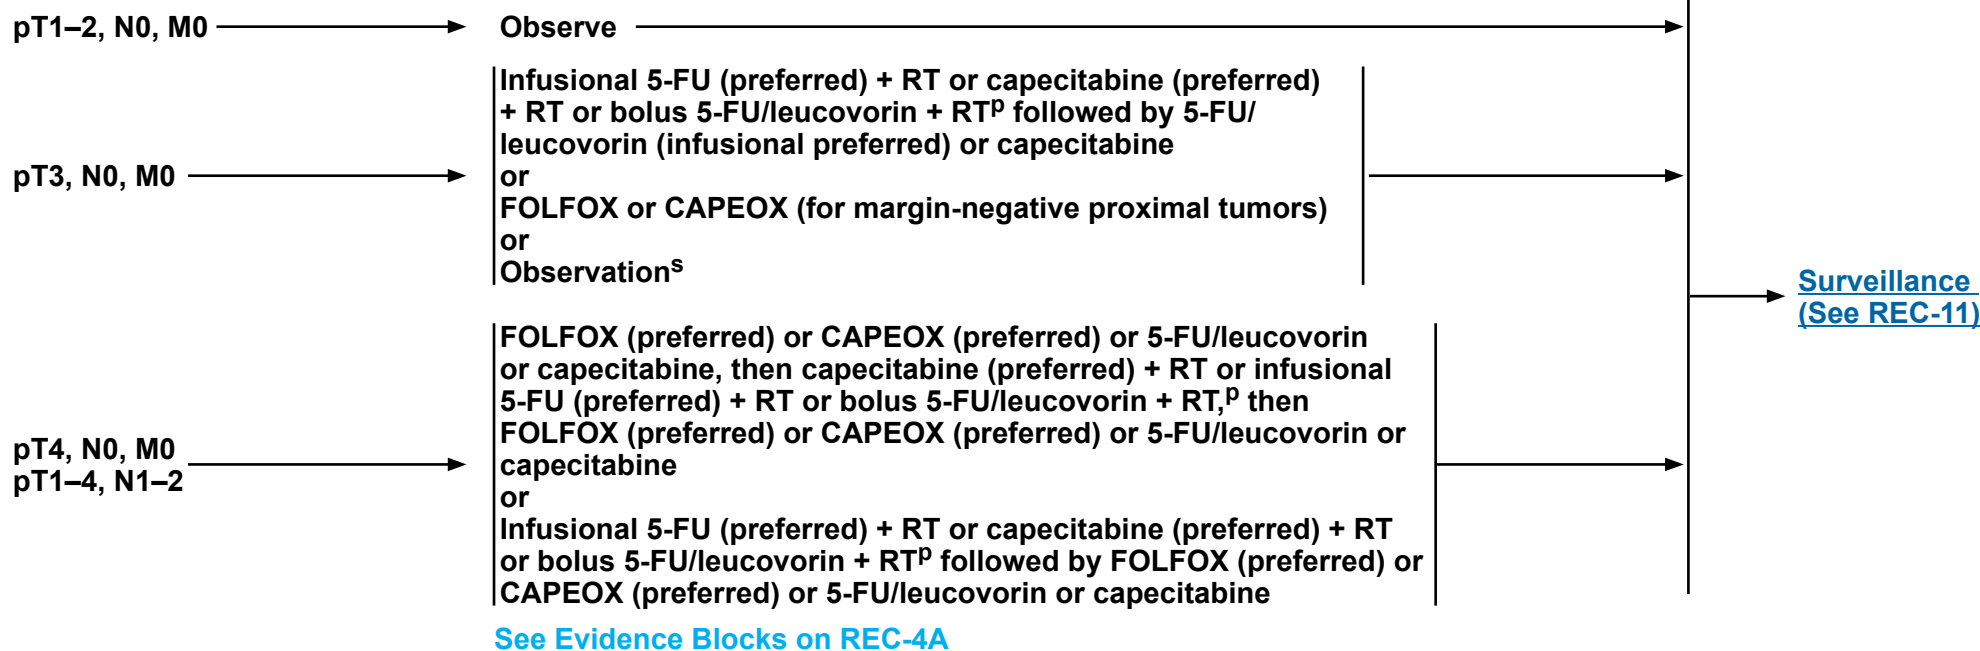 pT1–2, N0, M0
Observe
pT3, N0, M0
Infusional 5-FU (preferred) + RT or capecitabine (preferred)
+ RT or bolus 5-FU/leucovorin + RTp followed by 5-FU/
leucovorin (infusional preferred) or capecitabine
or
FOLFOX or CAPEOX (for margin-negative proximal tumors)
or
Observations
pT4, N0, M0
pT1–4, N1–2
FOLFOX (preferred) or CAPEOX (preferred) or 5-FU/leucovorin
or capecitabine, then capecitabine (preferred) + RT or infusional
5-FU (preferred) + RT or bolus 5-FU/leucovorin + RT,p then
FOLFOX (preferred) or CAPEOX (preferred) or 5-FU/leucovorin or
capecitabine
or
Infusional 5-FU (preferred) + RT or capecitabine (preferred) + RT
or bolus 5-FU/leucovorin + RTp followed by FOLFOX (preferred) or
CAPEOX (preferred) or 5-FU/leucovorin or capecitabine
See Evidence Blocks on REC-4A
Surveillance
(See REC-11)